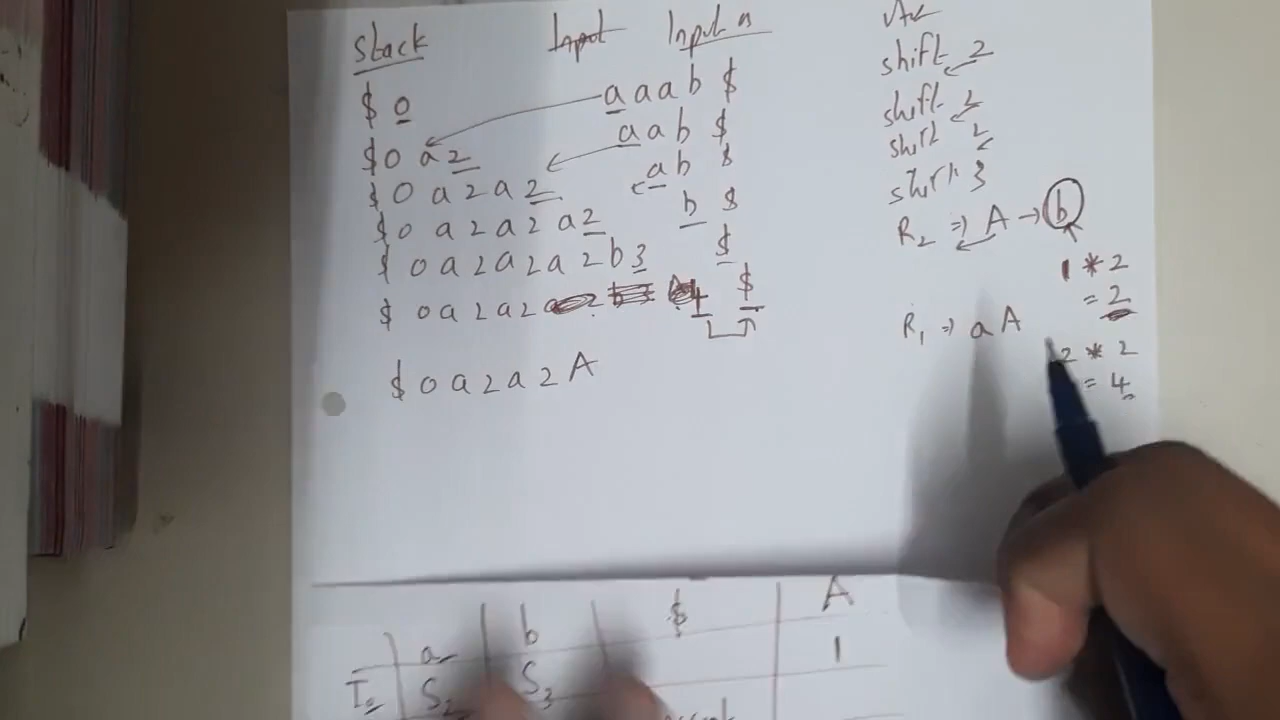 Stack Input Input
$ 0 a a a b $ shift 2
$ 0 a 2 a a b $ shift 2
$ 0 a 2 a 2 a b $ shift 2
$ 0 a 2 a 2 a 2 b $ shift 3
$ 0 a 2 a 2 a 2 b 3 $ R2 => A → b
1 * 2
= 2
$ 0 a 2 a 2 4 $
R1 => a A
2 * 2
= 4
$ 0 a 2 a 2 A
a b $ A
I0 S2 S3 1